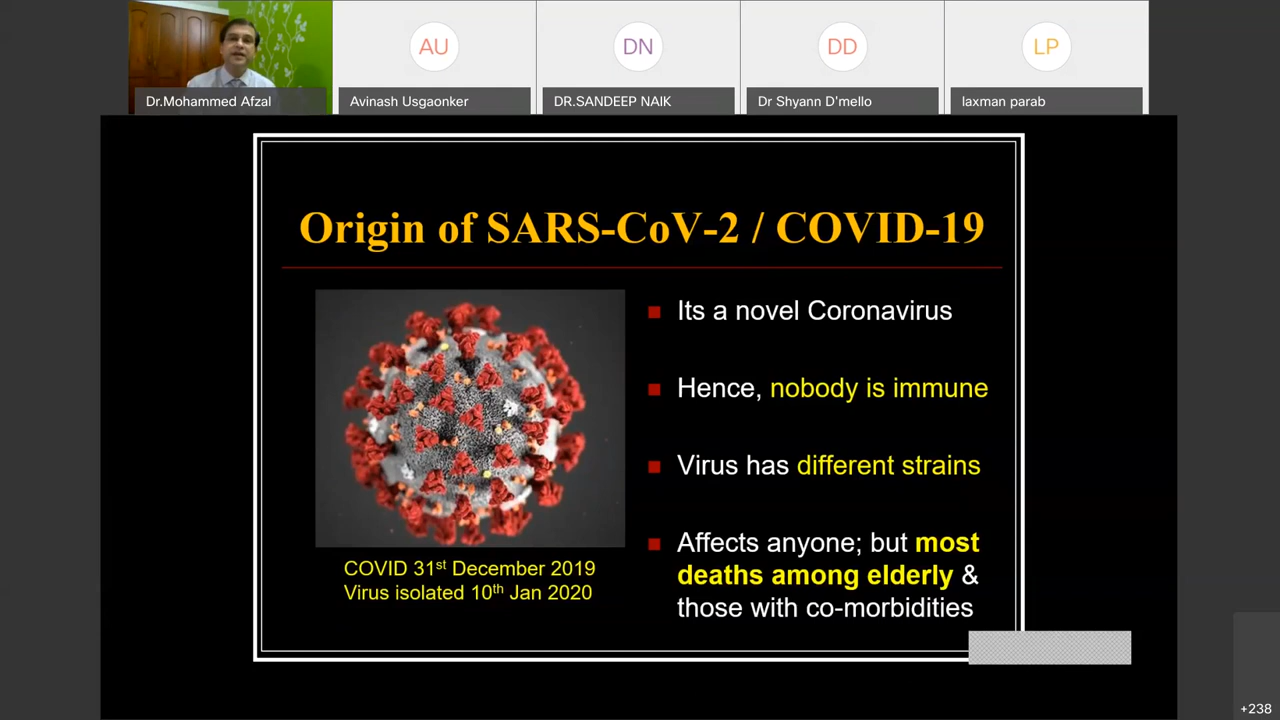 AU
DN
DD
LP
Dr.Mohammed Afzal
Avinash Usgaonker
DR.SANDEEP NAIK
Dr Shyann D'mello
laxman parab
Origin of SARS-CoV-2 / COVID-19
Its a novel Coronavirus
Hence, nobody is immune
Virus has different strains
Affects anyone; but most
deaths among elderly &
those with co-morbidities
COVID 31st December 2019
Virus isolated 10th Jan 2020
+238